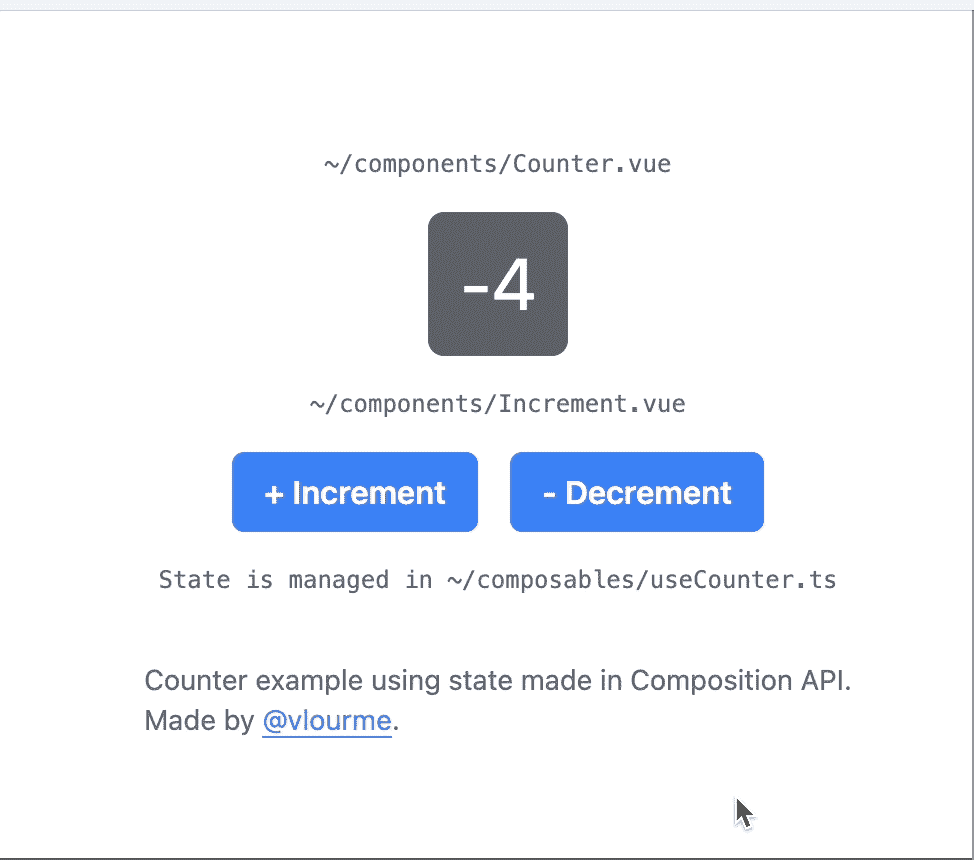 ~/components/Counter.vue
-4
~/components/Increment.vue
+ Increment
- Decrement
State is managed in ~/composables/useCounter.ts
Counter example using state made in Composition API.
Made by @vlourme.